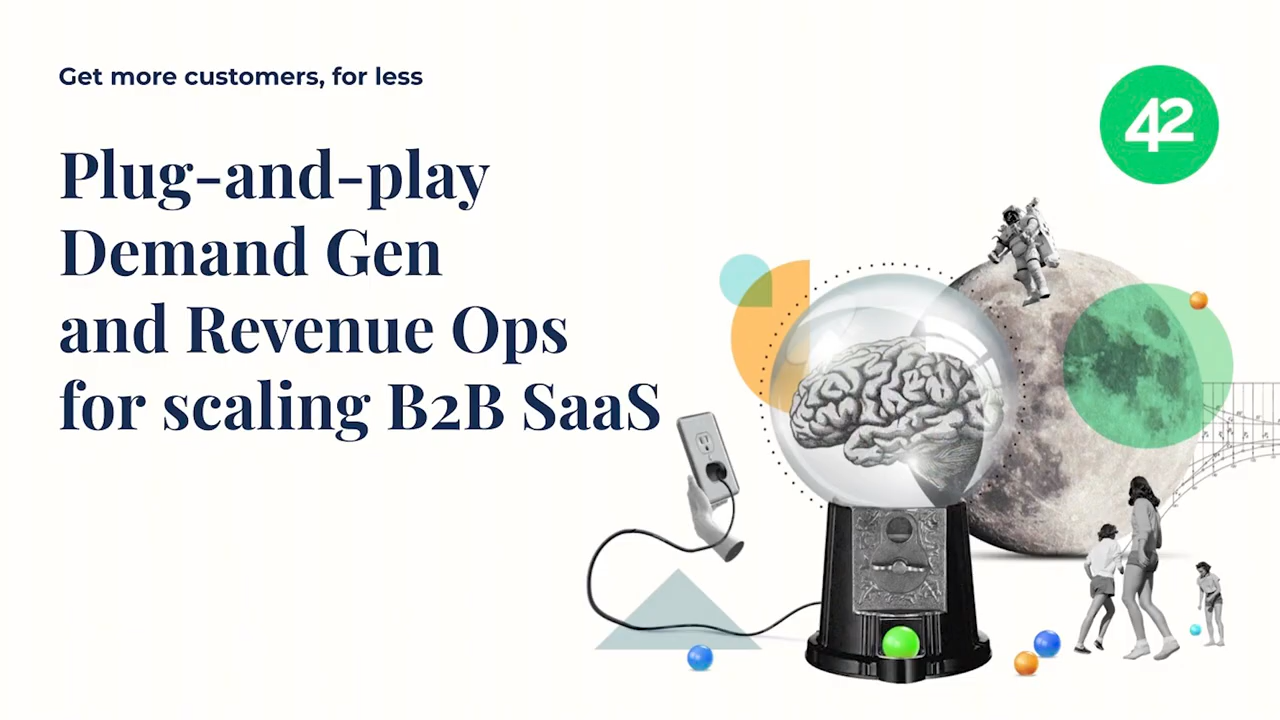 Get more customers, for less
42
Plug-and-play
Demand Gen
and Revenue Ops
for scaling B2B SaaS